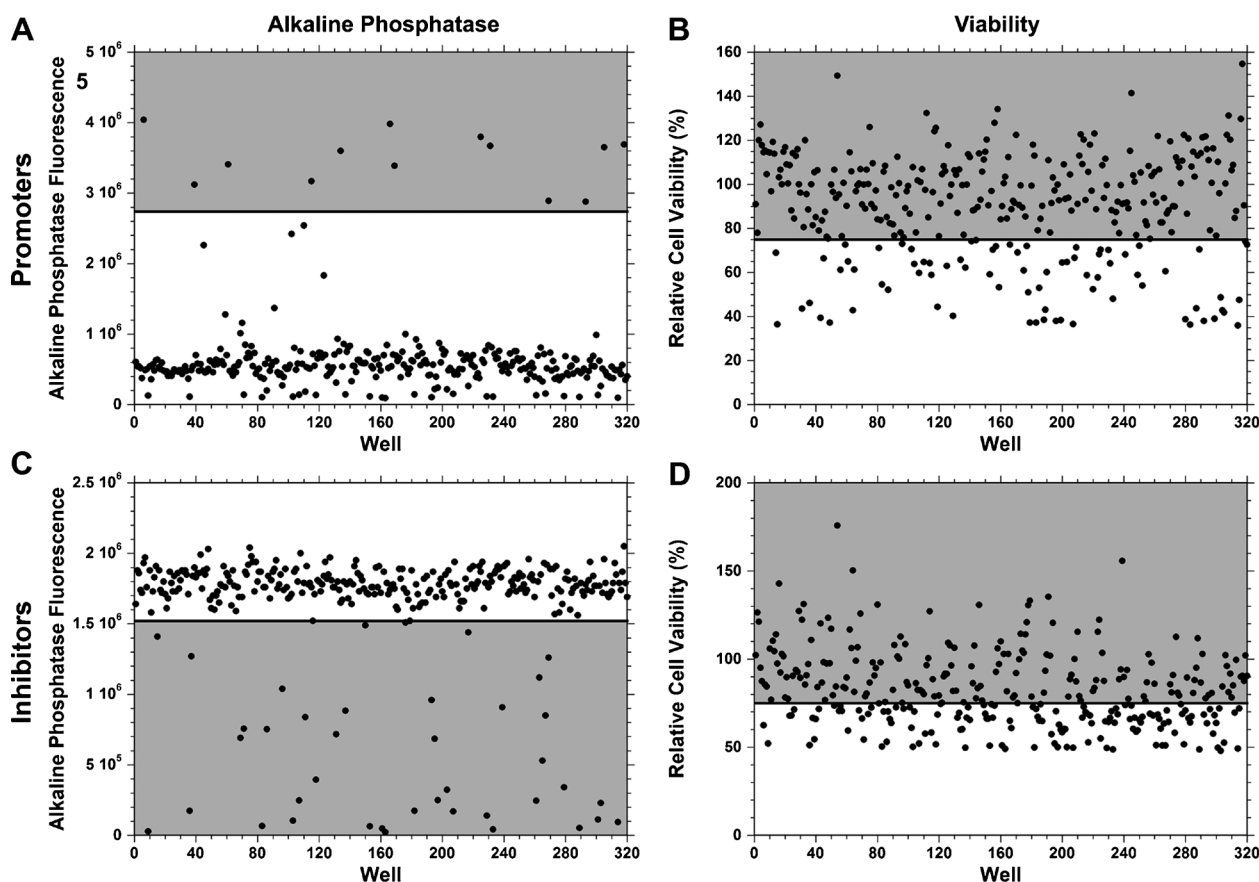 A
Alkaline Phosphatase
B
Viability
Promoters
Alkaline Phosphatase Fluorescence
5 10⁶
5
4 10⁶
3 10⁶
2 10⁶
1 10⁶
0
0 40 80 120 160 200 240 280 320
Well
Relative Cell Vaibility (%)
160
140
120
100
80
60
40
20
0
0 40 80 120 160 200 240 280 320
Well
C
Inhibitors
Alkaline Phosphatase Fluorescence
2.5 10⁶
2 10⁶
1.5 10⁶
1 10⁶
5 10⁵
0
0 40 80 120 160 200 240 280 320
Well
D
Relative Cell Vaibility (%)
200
150
100
50
0
0 40 80 120 160 200 240 280 320
Well